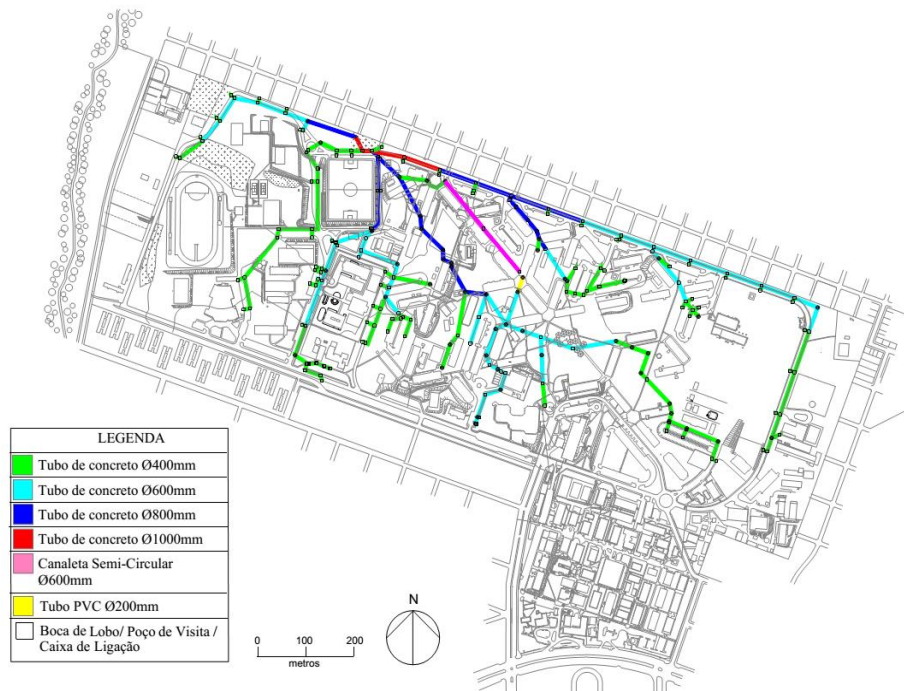 LEGENDA
Tubo de concreto Ø400mm
Tubo de concreto Ø600mm
Tubo de concreto Ø800mm
Tubo de concreto Ø1000mm
Canaleta Semi-Circular
Ø600mm
Tubo PVC Ø200mm
Boca de Lobo/ Poço de Visita /
Caixa de Ligação
0 100 200
metros
N